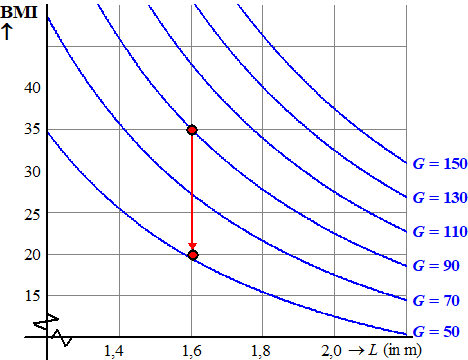 BMI
↑
40
35
30
25
20
15
G = 150
G = 130
G = 110
G = 90
G = 70
G = 50
1,4
1,6
1,8
2,0
→ L (in m)